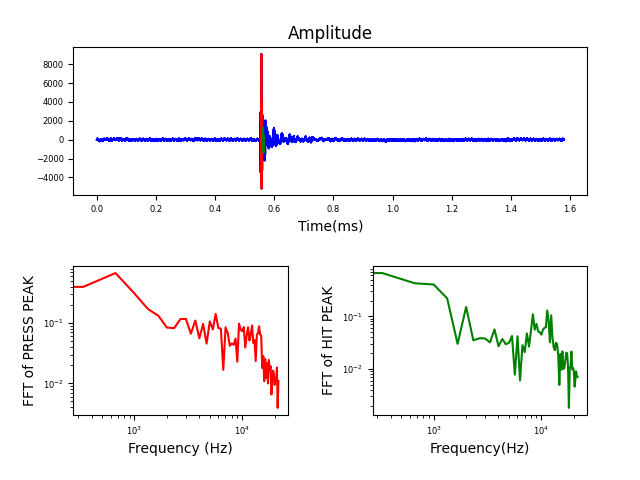 Amplitude
8000
6000
4000
2000
0
−2000
−4000
0.0 0.2 0.4 0.6 0.8 1.0 1.2 1.4 1.6
Time(ms)
FFT of PRESS PEAK
10⁻¹
10⁻²
10³ 10⁴
Frequency (Hz)
FFT of HIT PEAK
10⁻¹
10⁻²
10³ 10⁴
Frequency(Hz)